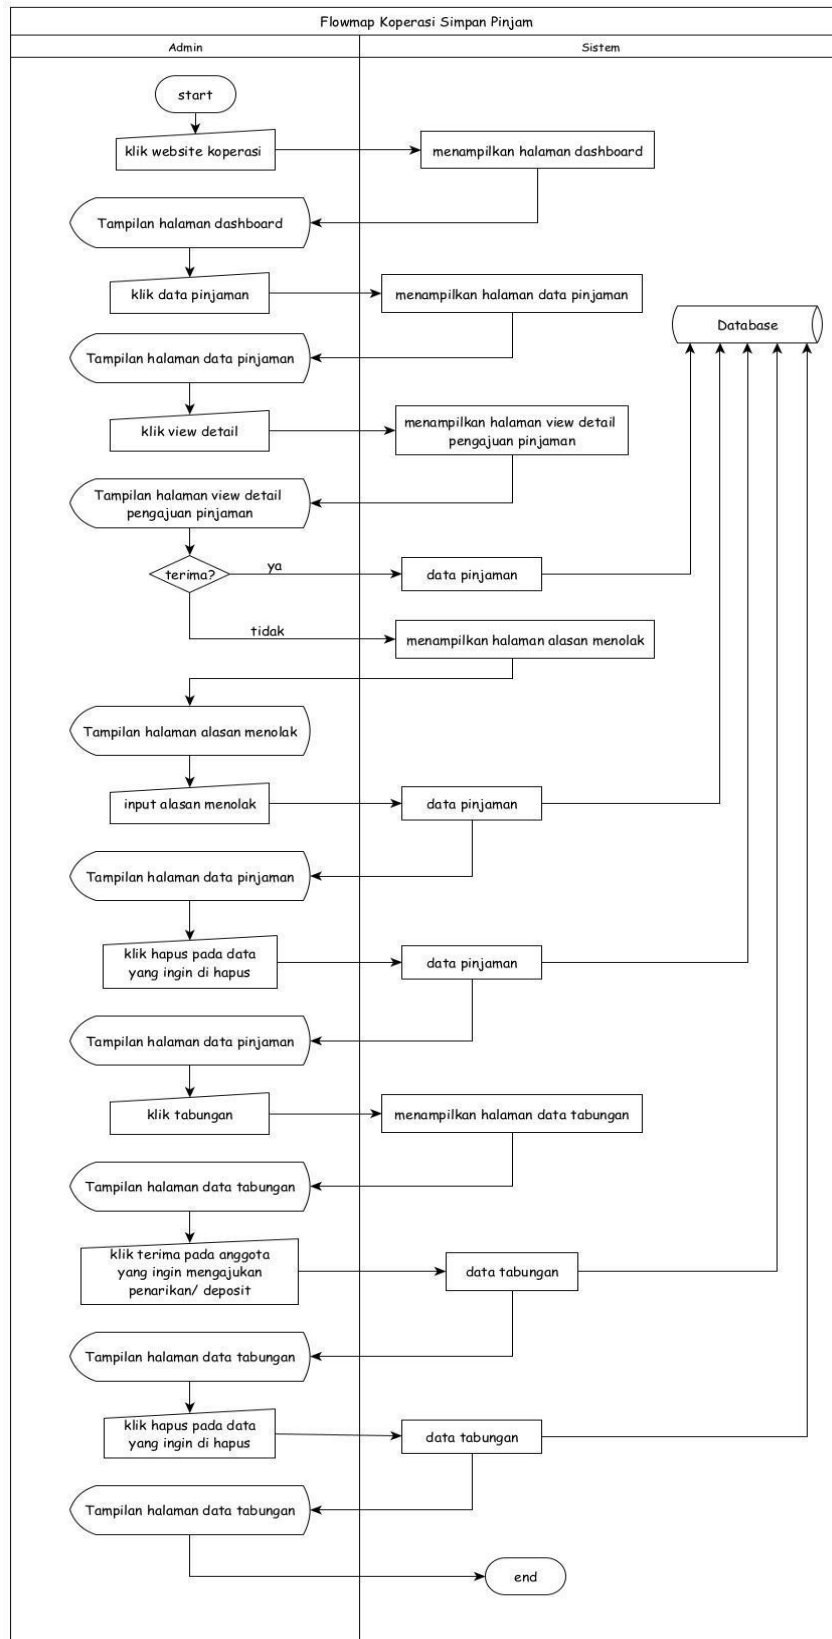 Flowmap Koperasi Simpan Pinjam
Admin
Sistem
start
klik website koperasi
menampilkan halaman dashboard
Tampilan halaman dashboard
klik data pinjaman
menampilkan halaman data pinjaman
Database
Tampilan halaman data pinjaman
klik view detail
menampilkan halaman view detail
pengajuan pinjaman
Tampilan halaman view detail
pengajuan pinjaman
terima?
ya
data pinjaman
tidak
menampilkan halaman alasan menolak
Tampilan halaman alasan menolak
input alasan menolak
data pinjaman
Tampilan halaman data pinjaman
klik hapus pada data
yang ingin di hapus
data pinjaman
Tampilan halaman data pinjaman
klik tabungan
menampilkan halaman data tabungan
Tampilan halaman data tabungan
klik terima pada anggota
yang ingin mengajukan
penarikan/ deposit
data tabungan
Tampilan halaman data tabungan
klik hapus pada data
yang ingin di hapus
data tabungan
Tampilan halaman data tabungan
end